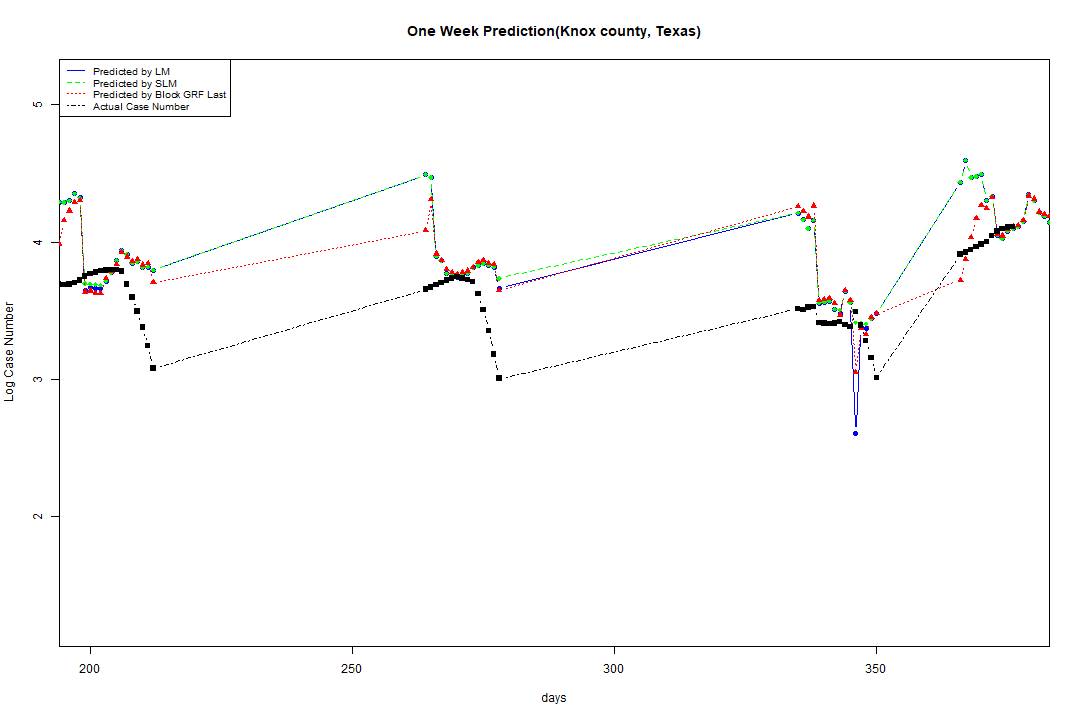 One Week Prediction(Knox county, Texas)
Predicted by LM
Predicted by SLM
Predicted by Block GRF Last
Actual Case Number
5
4
3
2
Log Case Number
200 250 300 350
days